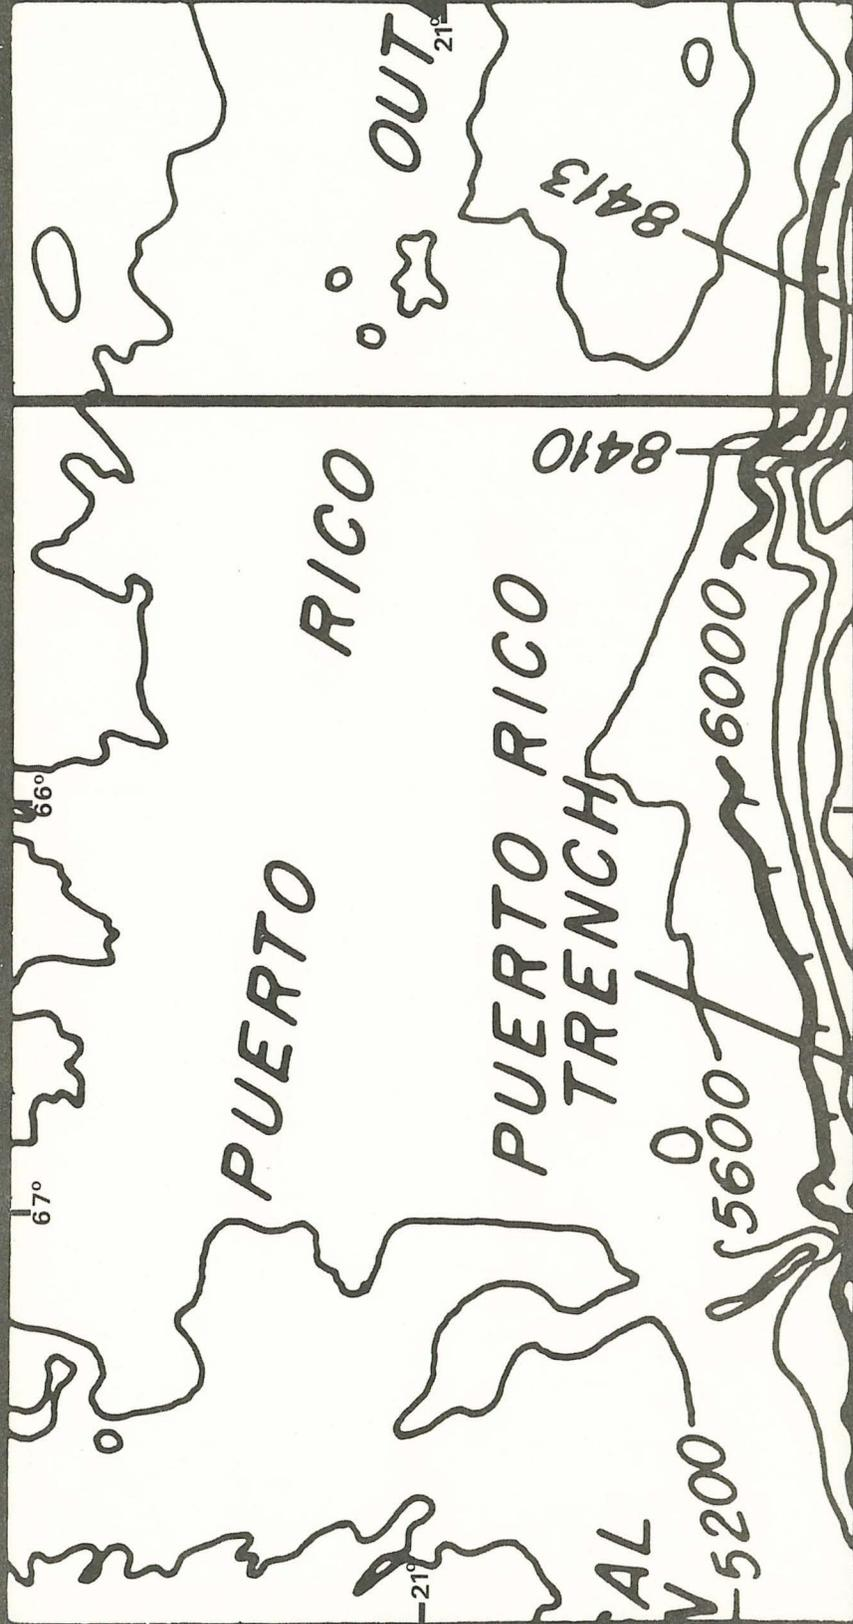 67°
66°
PUERTO RICO
OUT
21°
21°
PUERTO RICO
TRENCH
8410
8413
AL
N
5200
5600
6000